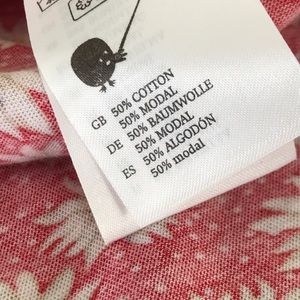 GB 50% COTTON
50% MODAL
DE 50% BAUMWOLLE
50% MODAL
ES 50% ALGODÓN
50% modal